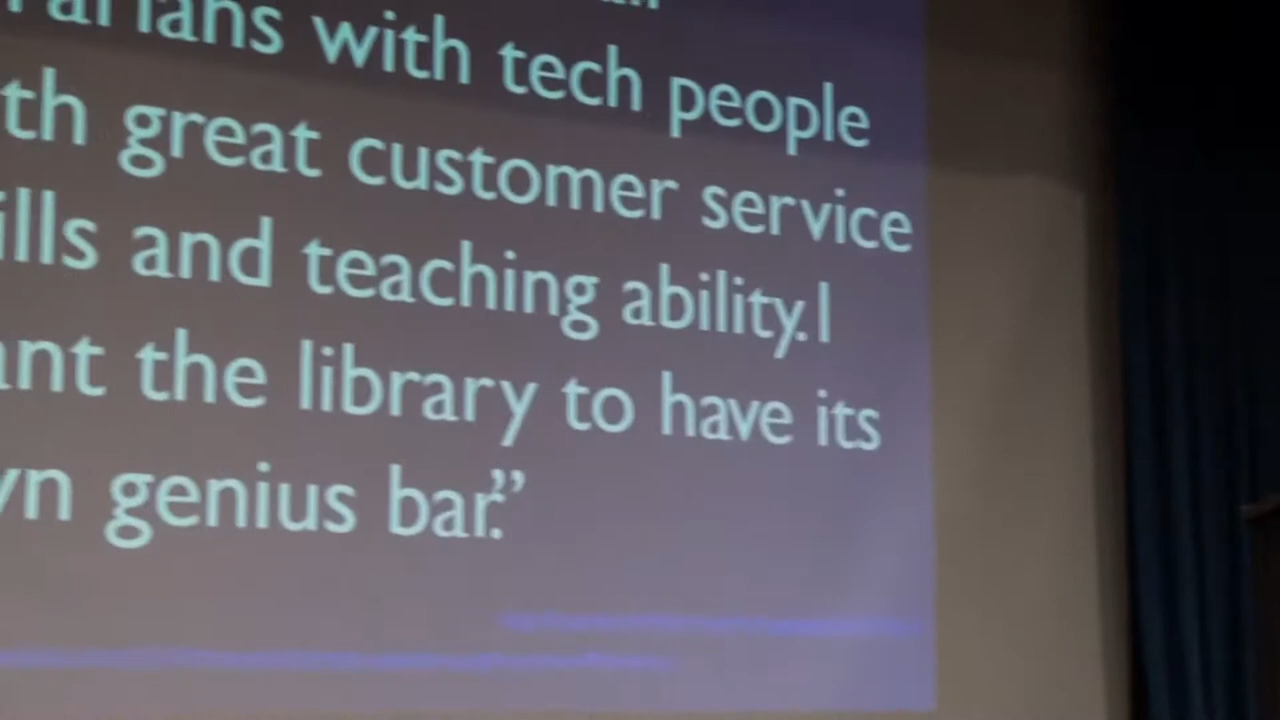 with tech people
great customer service
and teaching ability. I
the library to have its
genius bar.”